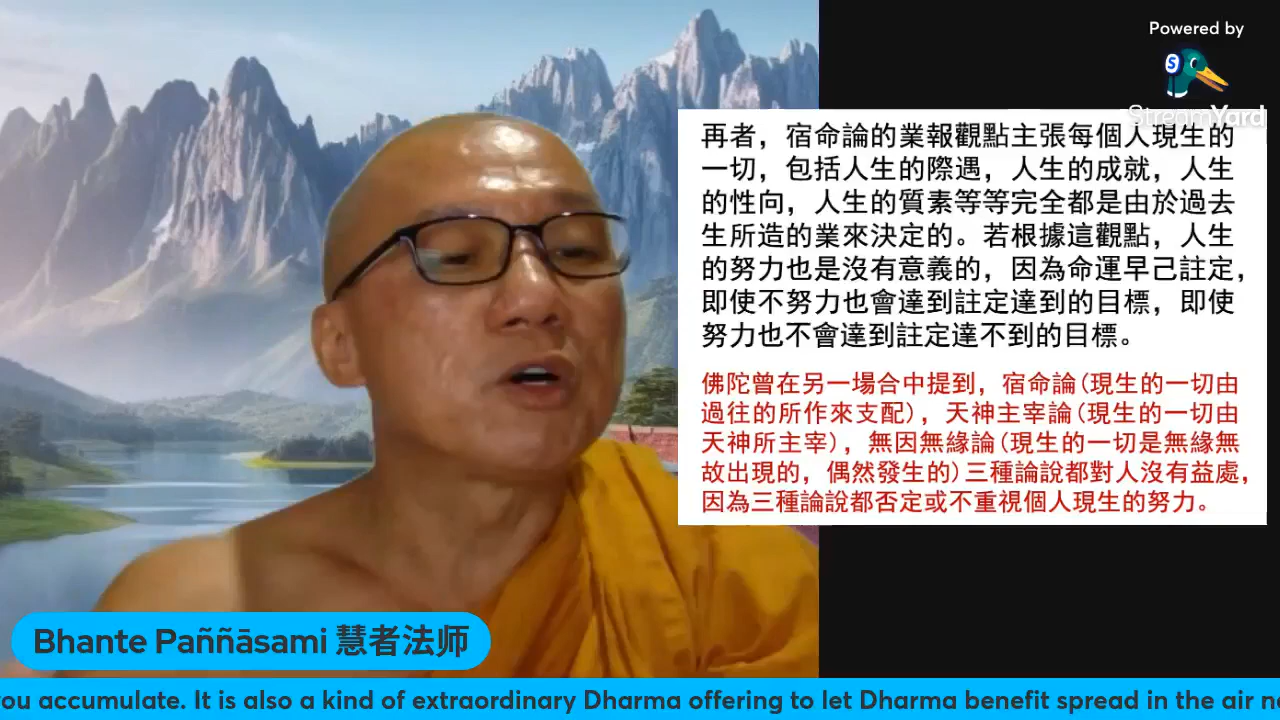 Powered by
StreamYard
再者，宿命論的業報觀點主張每個人現生的
一切，包括人生的際遇，人生的成就，人生
的性向，人生的質素等等完全都是由於過去
生所造的業來決定的。若根據這觀點，人生
的努力也是沒有意義的，因為命運早己註定，
即使不努力也會達到註定達到的目標，即使
努力也不會達到註定達不到的目標。
佛陀曾在另一場合中提到，宿命論(現生的一切由
過往的所作來支配)，天神主宰論(現生的一切由
天神所主宰)，無因無緣論(現生的一切是無緣無
故出現的，偶然發生的)三種論說都對人沒有益處，
因為三種論說都否定或不重視個人現生的努力。
Bhante Paññāsami 慧者法师
you accumulate. It is also a kind of extraordinary Dharma offering to let Dharma benefit spread in the air